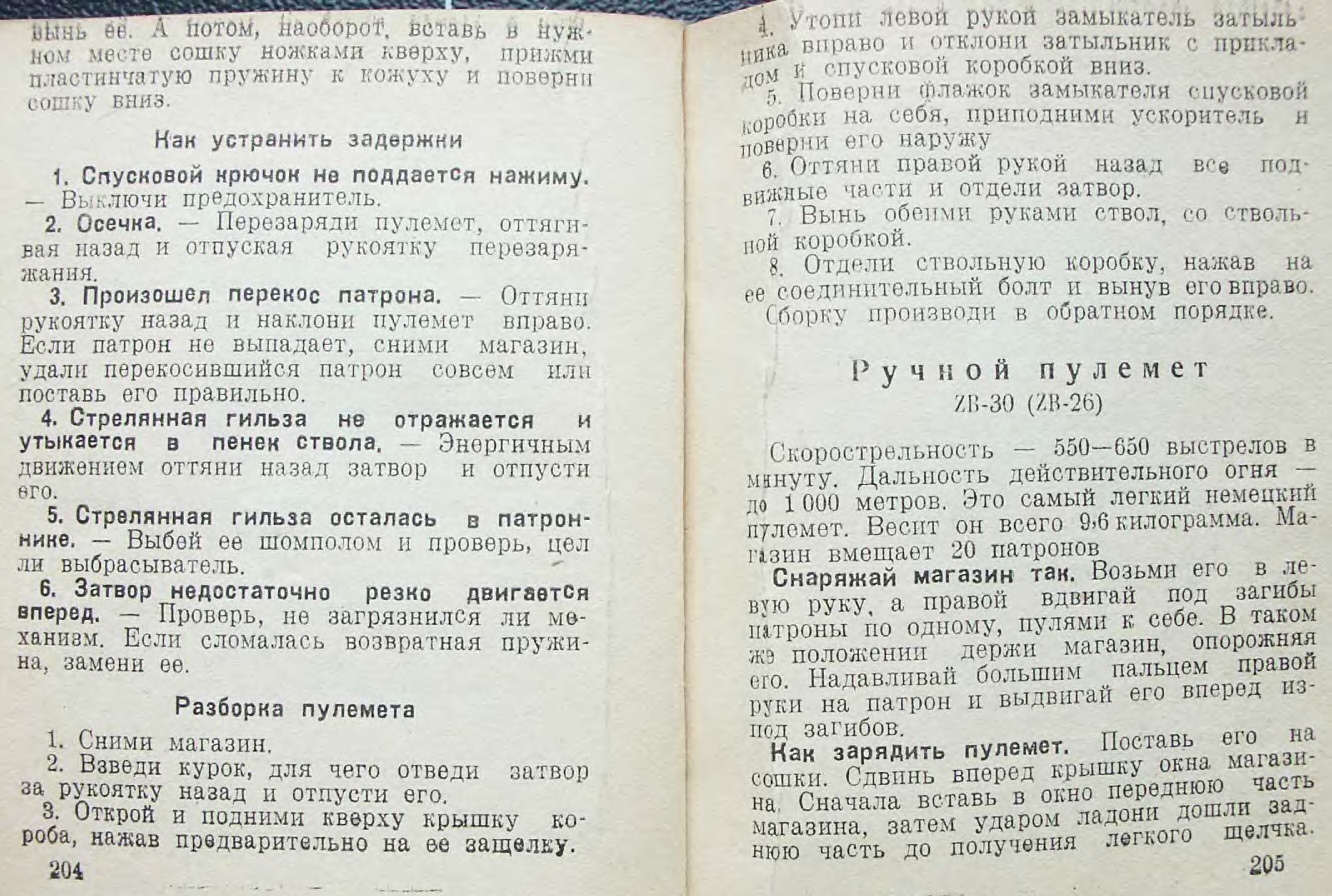 вынь ее. А потом, наоборот, вставь в нуж-
ном месте сошку ножками кверху, прижми
пластинчатую пружину к кожуху и поверни
сошку вниз.
Как устранить задержки
1. Спусковой крючок не поддается нажиму.
— Выключи предохранитель.
2. Осечка. — Перезаряди пулемет, оттяги-
вая назад и отпуская рукоятку перезаря-
жания.
3. Произошел перекос патрона. — Оттяни
рукоятку назад и наклони пулемет вправо.
Если патрон не выпадает, сними магазин,
удали перекосившийся патрон совсем или
поставь его правильно.
4. Стрелянная гильза не отражается и
утыкается в пенек ствола. — Энергичным
движением оттяни назад затвор и отпусти
его.
5. Стрелянная гильза осталась в патрон-
нике. — Выбей ее шомполом и проверь, цел
ли выбрасыватель.
6. Затвор недостаточно резко двигается
вперед. — Проверь, не загрязнился ли ме-
ханизм. Если сломалась возвратная пружи-
на, замени ее.
Разборка пулемета
1. Сними магазин.
2. Взведи курок, для чего отведи затвор
за рукоятку назад и отпусти его.
3. Открой и подними кверху крышку ко-
роба, нажав предварительно на ее защелку.
204
4. Утопи левой рукой замыкатель затыль-
ника вправо и отклони затыльник с прикла-
дом и спусковой коробкой вниз.
5. Поверни флажок замыкателя спусковой
коробки на себя, приподними ускоритель и
поверни его наружу
6. Оттяни правой рукой назад все под-
вижные части и отдели затвор.
7. Вынь обеими руками ствол, со стволь-
ной коробкой.
8. Отдели ствольную коробку, нажав на
ее соединительный болт и вынув его вправо.
Сборку производи в обратном порядке.
Ручной пулемет
ZB-30 (ZB-26)
Скорострельность — 550—650 выстрелов в
минуту. Дальность действительного огня —
до 1 000 метров. Это самый легкий немецкий
пулемет. Весит он всего 9,6 килограмма. Ма-
газин вмещает 20 патронов
Снаряжай магазин так. Возьми его в ле-
вую руку, а правой вдвигай под загибы
патроны по одному, пулями к себе. В таком
же положении держи магазин, опорожняя
его. Надавливай большим пальцем правой
руки на патрон и выдвигай его вперед из-
под загибов.
Как зарядить пулемет. Поставь его на
сошки. Сдвинь вперед крышку окна магази-
на. Сначала вставь в окно переднюю часть
магазина, затем ударом ладони дошли зад-
нюю часть до получения легкого щелчка.
205